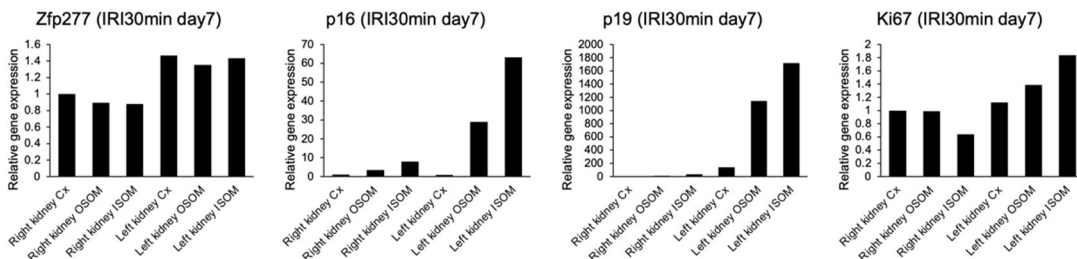 Zfp277 (IRI30min day7)
Relative gene expression
1.6
1.4
1.2
1
0.8
0.6
0.4
0.2
0
Right kidney Cx
Right kidney OSOM
Right kidney ISOM
Left kidney Cx
Left kidney OSOM
Left kidney ISOM
p16 (IRI30min day7)
Relative gene expression
70
60
50
40
30
20
10
0
Right kidney Cx
Right kidney OSOM
Right kidney ISOM
Left kidney Cx
Left kidney OSOM
Left kidney ISOM
p19 (IRI30min day7)
Relative gene expression
2000
1800
1600
1400
1200
1000
800
600
400
200
0
Right kidney Cx
Right kidney OSOM
Right kidney ISOM
Left kidney Cx
Left kidney OSOM
Left kidney ISOM
Ki67 (IRI30min day7)
Relative gene expression
2
1.8
1.6
1.4
1.2
1
0.8
0.6
0.4
0.2
0
Right kidney Cx
Right kidney OSOM
Right kidney ISOM
Left kidney Cx
Left kidney OSOM
Left kidney ISOM